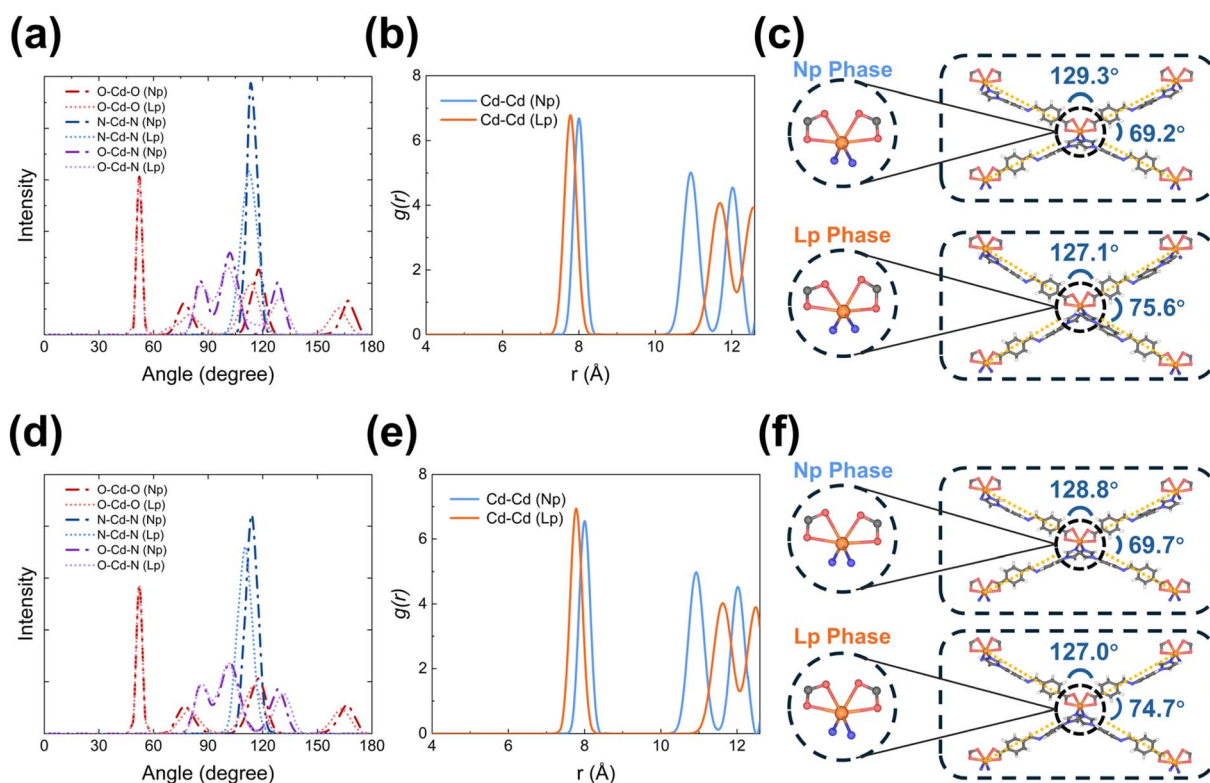 (a)
O-Cd-O (Np)
O-Cd-O (Lp)
N-Cd-N (Np)
N-Cd-N (Lp)
O-Cd-N (Np)
O-Cd-N (Lp)
Intensity
0 30 60 90 120 150 180
Angle (degree)
(b)
8
6
4
2
0
g(r)
Cd-Cd (Np)
Cd-Cd (Lp)
4 6 8 10 12
r (Å)
(c)
Np Phase
129.3°
69.2°
Lp Phase
127.1°
75.6°
(d)
O-Cd-O (Np)
O-Cd-O (Lp)
N-Cd-N (Np)
N-Cd-N (Lp)
O-Cd-N (Np)
O-Cd-N (Lp)
Intensity
0 30 60 90 120 150 180
Angle (degree)
(e)
8
6
4
2
0
g(r)
Cd-Cd (Np)
Cd-Cd (Lp)
4 6 8 10 12
r (Å)
(f)
Np Phase
128.8°
69.7°
Lp Phase
127.0°
74.7°